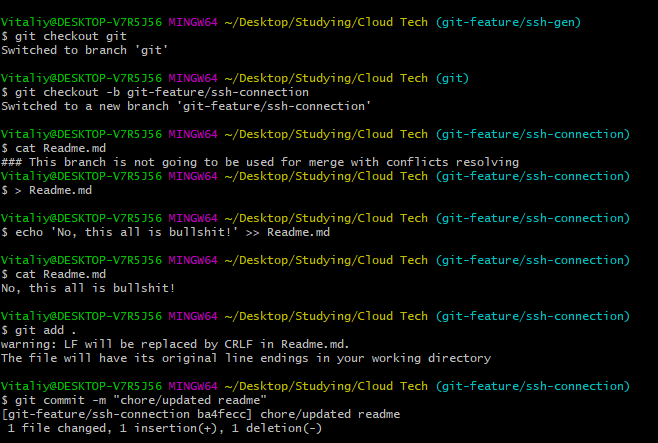 Vitaliy@DESKTOP-V7R5J56 MINGW64 ~/Desktop/Studying/Cloud Tech (git-feature/ssh-gen)
$ git checkout git
Switched to branch 'git'
Vitaliy@DESKTOP-V7R5J56 MINGW64 ~/Desktop/Studying/Cloud Tech (git)
$ git checkout -b git-feature/ssh-connection
Switched to a new branch 'git-feature/ssh-connection'
Vitaliy@DESKTOP-V7R5J56 MINGW64 ~/Desktop/Studying/Cloud Tech (git-feature/ssh-connection)
$ cat Readme.md
### This branch is not going to be used for merge with conflicts resolving
Vitaliy@DESKTOP-V7R5J56 MINGW64 ~/Desktop/Studying/Cloud Tech (git-feature/ssh-connection)
$ > Readme.md
Vitaliy@DESKTOP-V7R5J56 MINGW64 ~/Desktop/Studying/Cloud Tech (git-feature/ssh-connection)
$ echo 'No, this all is bullshit!' >> Readme.md
Vitaliy@DESKTOP-V7R5J56 MINGW64 ~/Desktop/Studying/Cloud Tech (git-feature/ssh-connection)
$ cat Readme.md
No, this all is bullshit!
Vitaliy@DESKTOP-V7R5J56 MINGW64 ~/Desktop/Studying/Cloud Tech (git-feature/ssh-connection)
$ git add .
warning: LF will be replaced by CRLF in Readme.md.
The file will have its original line endings in your working directory
Vitaliy@DESKTOP-V7R5J56 MINGW64 ~/Desktop/Studying/Cloud Tech (git-feature/ssh-connection)
$ git commit -m "chore/updated readme"
[git-feature/ssh-connection ba4fecc] chore/updated readme
 1 file changed, 1 insertion(+), 1 deletion(-)